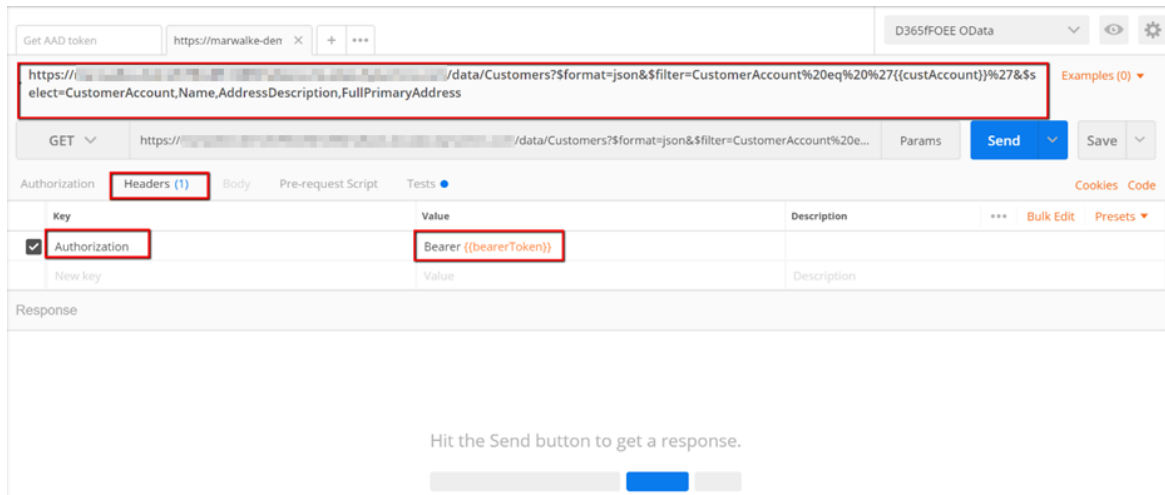 Get AAD token
https://marwalke-den
D365fFOEE OData
https:// /data/Customers?$format=json&$filter=CustomerAccount%20eq%20%27{{custAccount}}%27&$s
elect=CustomerAccount,Name,AddressDescription,FullPrimaryAddress
Examples (0)
GET https:// /data/Customers?$format=json&$filter=CustomerAccount%20e... Params Send Save
Authorization Headers (1) Body Pre-request Script Tests Cookies Code
Key Value Description Bulk Edit Presets
Authorization Bearer {{bearerToken}}
New key Value Description
Response
Hit the Send button to get a response.